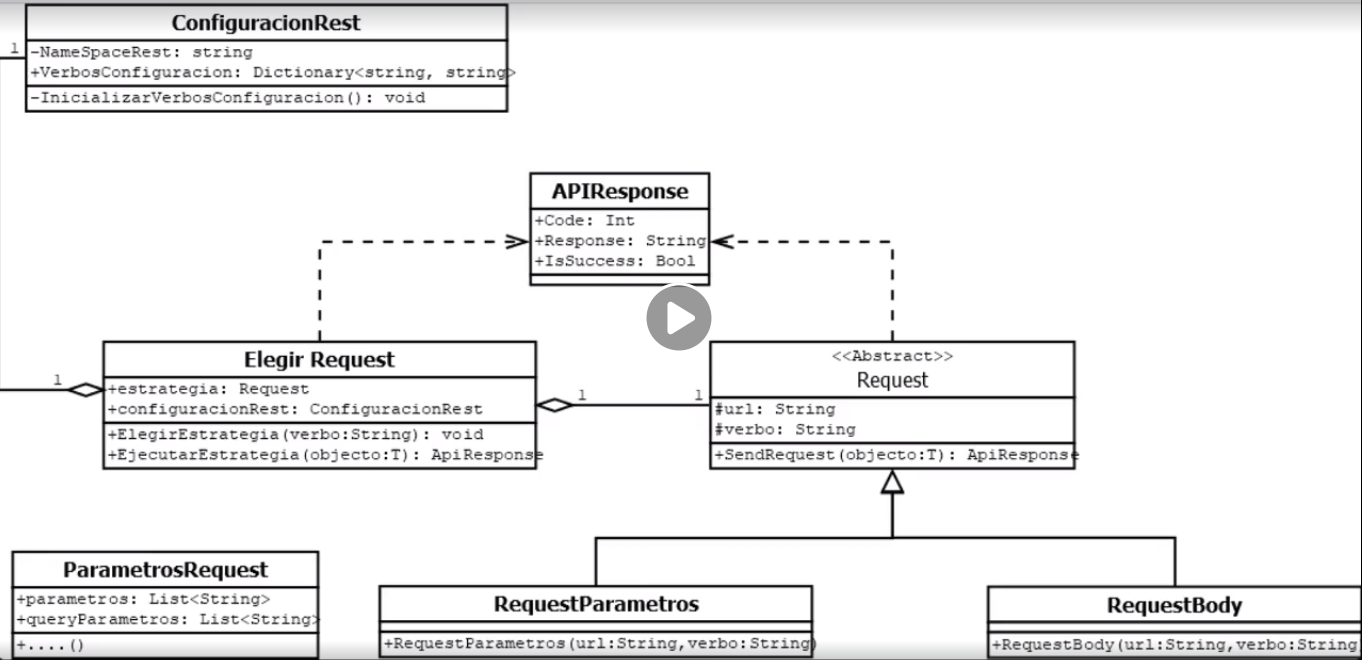 ConfiguracionRest
1
-NameSpaceRest: string
+VerbosConfiguracion: Dictionary<string, string>
-InicializarVerbosConfiguracion(): void
APIResponse
+Code: Int
+Response: String
+IsSuccess: Bool
Elegir Request
1
+estrategia: Request
+configuracionRest: ConfiguracionRest
+ElegirEstrategia(verbo:String): void
+EjecutarEstrategia(objecto:T): ApiResponse
1
1
<<Abstract>>
Request
#url: String
#verbo: String
+SendRequest(objecto:T): ApiResponse
ParametrosRequest
+parametros: List<String>
+queryParametros: List<String>
+....()
RequestParametros
+RequestParametros(url:String,verbo:String)
RequestBody
+RequestBody(url:String,verbo:String